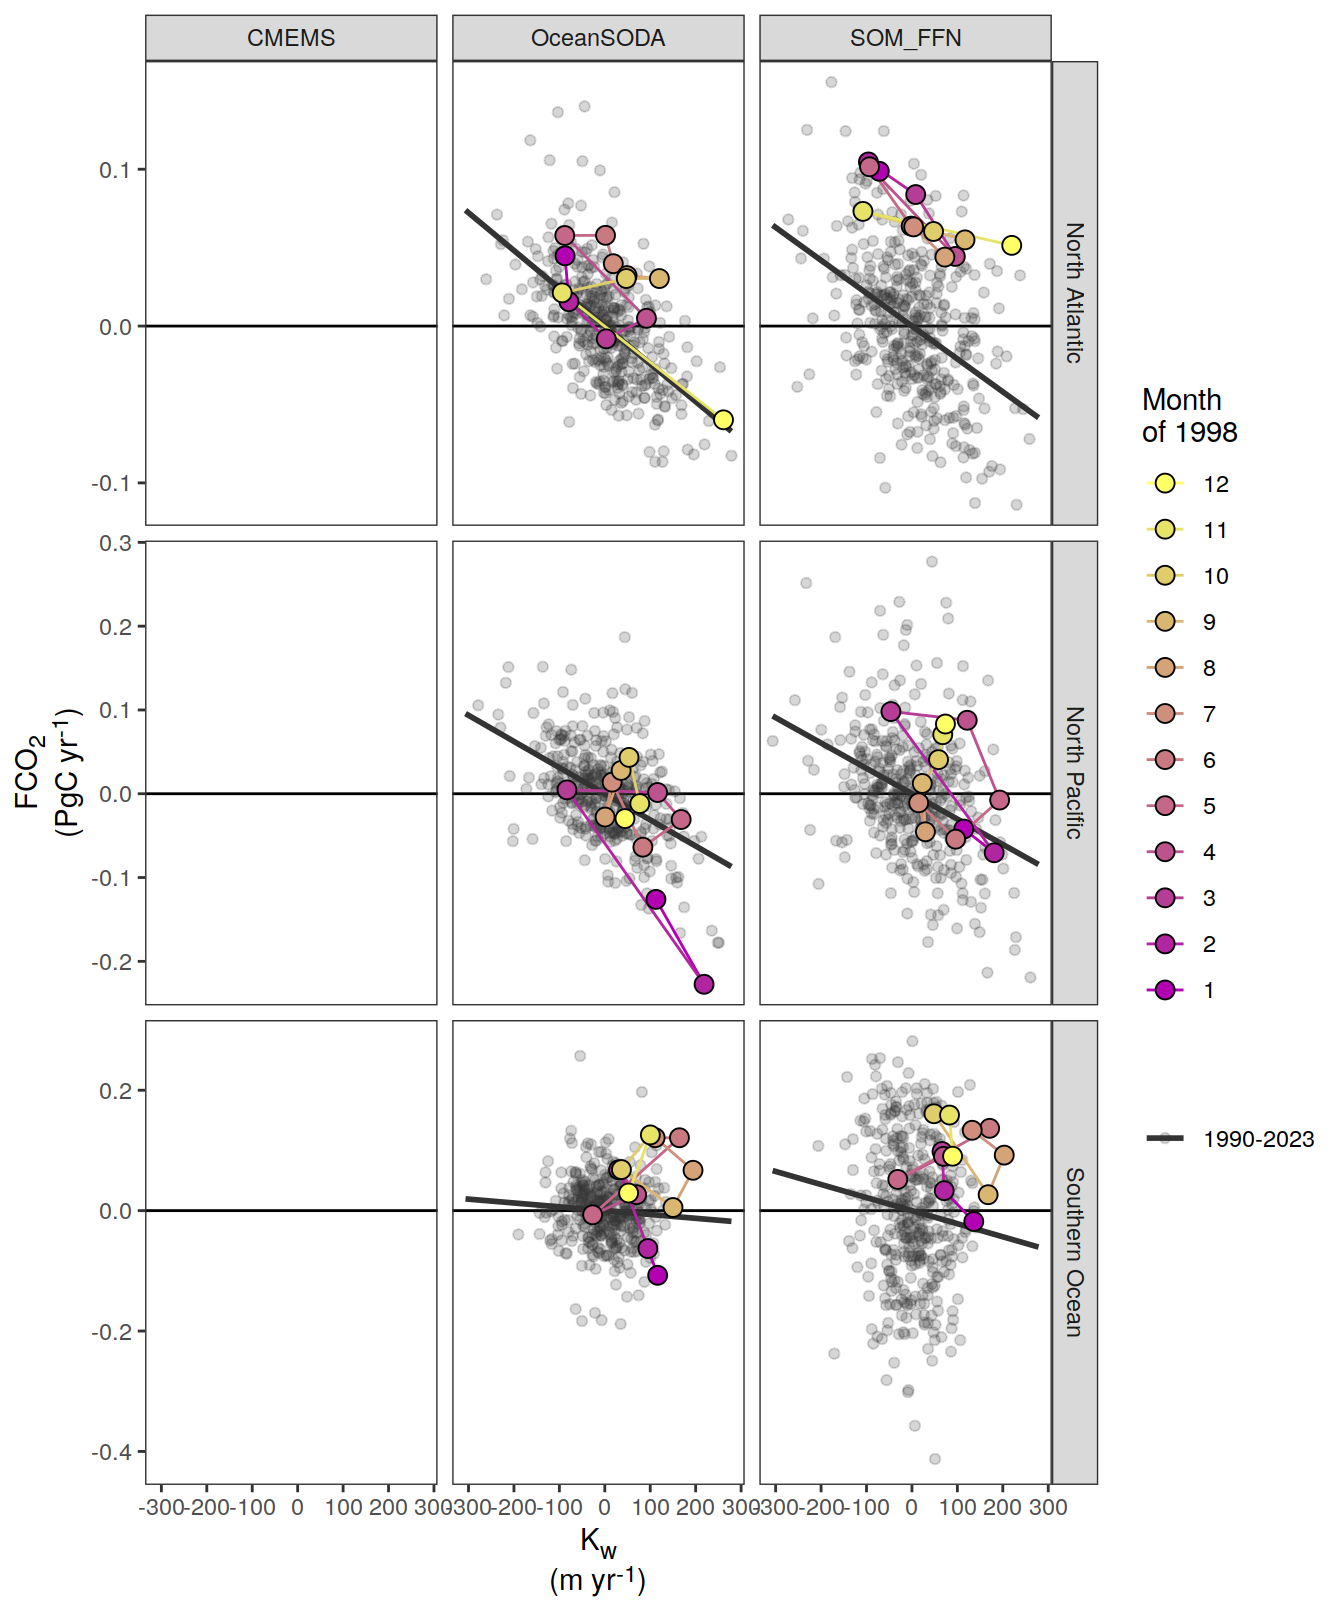 CMEMS OceanSODA SOM_FFN
0.1
0.0
-0.1
North Atlantic
0.3
0.2
0.1
0.0
-0.1
-0.2
North Pacific
0.2
0.0
-0.2
-0.4
Southern Ocean
-300 -200 -100 0 100 200 300 -300 -200 -100 0 100 200 300 -300 -200 -100 0 100 200 300
FCO2
(PgC yr-1)
Kw
(m yr-1)
Month
of 1998
12
11
10
9
8
7
6
5
4
3
2
1
1990-2023